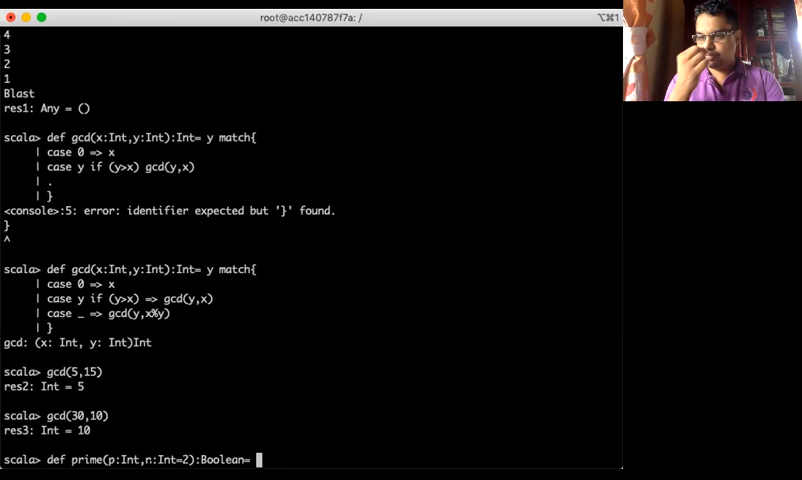 root@acc140787f7a: /
⌥⌘1
4
3
2
1
Blast
res1: Any = ()
scala> def gcd(x:Int,y:Int):Int= y match{
| case 0 => x
| case y if (y>x) gcd(y,x)
| .
| }
<console>:5: error: identifier expected but '}' found.
}
^
scala> def gcd(x:Int,y:Int):Int= y match{
| case 0 => x
| case y if (y>x) => gcd(y,x)
| case _ => gcd(y,x%y)
| }
gcd: (x: Int, y: Int)Int
scala> gcd(5,15)
res2: Int = 5
scala> gcd(30,10)
res3: Int = 10
scala> def prime(p:Int,n:Int=2):Boolean=